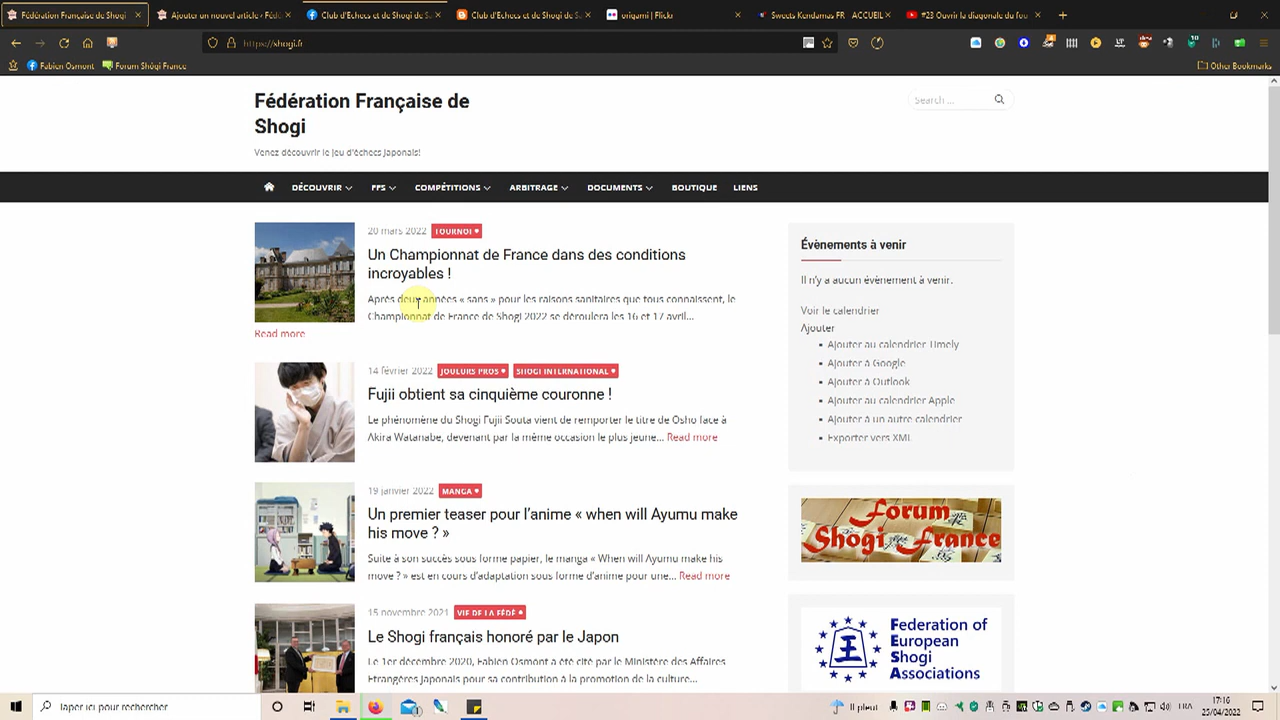 Fédération Française de Shogi
Ajouter un nouvel article ‹ Fédé
Club d'Echecs et de Shogi de Sa
Club d'Echecs et de Shogi de S
origami | Flickr
Sweets Kendamas FR ACCUEIL
#23 Ouvrir la diagonale du fou
https://shogi.fr
Fabien Osmont
Forum Shōgi France
Other Bookmarks
Fédération Française de
Shogi
Venez découvrir le jeu d'échecs japonais!
Search ...
DÉCOUVRIR
FFS
COMPÉTITIONS
ARBITRAGE
DOCUMENTS
BOUTIQUE
LIENS
20 mars 2022 TOURNOI
Un Championnat de France dans des conditions
incroyables !
Après deux années « sans » pour les raisons sanitaires que tous connaissent, le
Championnat de France de Shogi 2022 se déroulera les 16 et 17 avril...
Read more
14 février 2022 JOUEURS PROS SHOGI INTERNATIONAL
Fujii obtient sa cinquième couronne !
Le phénomène du Shogi Fujii Souta vient de remporter le titre de Osho face à
Akira Watanabe, devenant par la même occasion le plus jeune... Read more
19 janvier 2022 MANGA
Un premier teaser pour l'anime « when will Ayumu make
his move ? »
Suite à son succès sous forme papier, le manga « When will Ayumu make his
move ? » est en cours d'adaptation sous forme d'anime pour une... Read more
15 novembre 2021 VIE DE LA FÉDÉ
Le Shogi français honoré par le Japon
Le 1er décembre 2020, Fabien Osmont a été cité par le Ministère des Affaires
Etrangères Japonais pour sa contribution à la promotion de la culture...
Évènements à venir
Il n'y a aucun évènement à venir.
Voir le calendrier
Ajouter
Ajouter au calendrier Timely
Ajouter à Google
Ajouter à Outlook
Ajouter au calendrier Apple
Ajouter à un autre calendrier
Exporter vers XML
Forum
Shogi France
王
Federation of
European
Shogi
Associations
Taper ici pour rechercher
Il pleut
FRA
17:16
25/04/2022